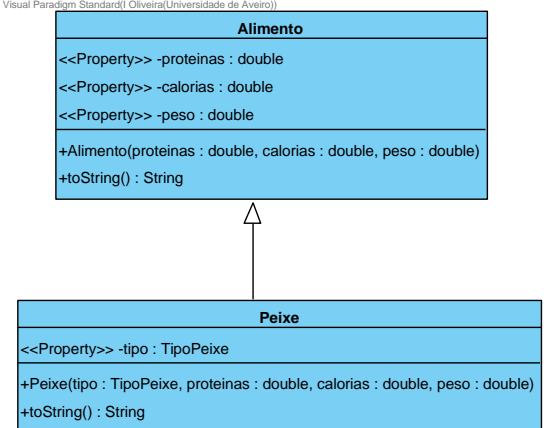 Visual Paradigm Standard(I Oliveira(Universidade de Aveiro))
Alimento
<<Property>> -proteinas : double
<<Property>> -calorias : double
<<Property>> -peso : double
+Alimento(proteinas : double, calorias : double, peso : double)
+toString() : String
Peixe
<<Property>> -tipo : TipoPeixe
+Peixe(tipo : TipoPeixe, proteinas : double, calorias : double, peso : double)
+toString() : String